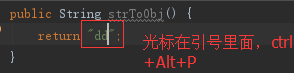 public String strToObj() {
return "dd";
}
光标在引号里面，ctrl
+Alt+P